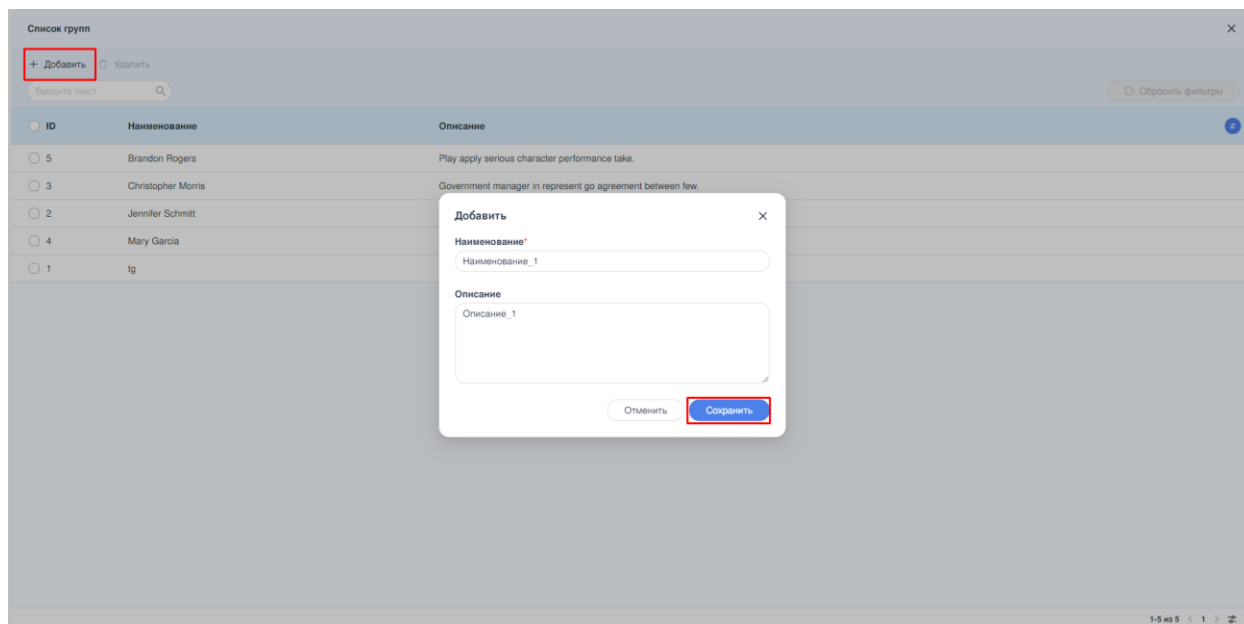 Список групп
+ Добавить Удалить
Введите текст
Сбросить фильтры
ID Наименование Описание
5 Brandon Rogers Play apply serious character performance take.
3 Christopher Morris Government manager in represent go agreement between few.
2 Jennifer Schmitt
4 Mary Garcia
1 tg
Добавить
Наименование*
Наименование_1
Описание
Описание_1
Отменить Сохранить
1-5 из 5 < 1 >